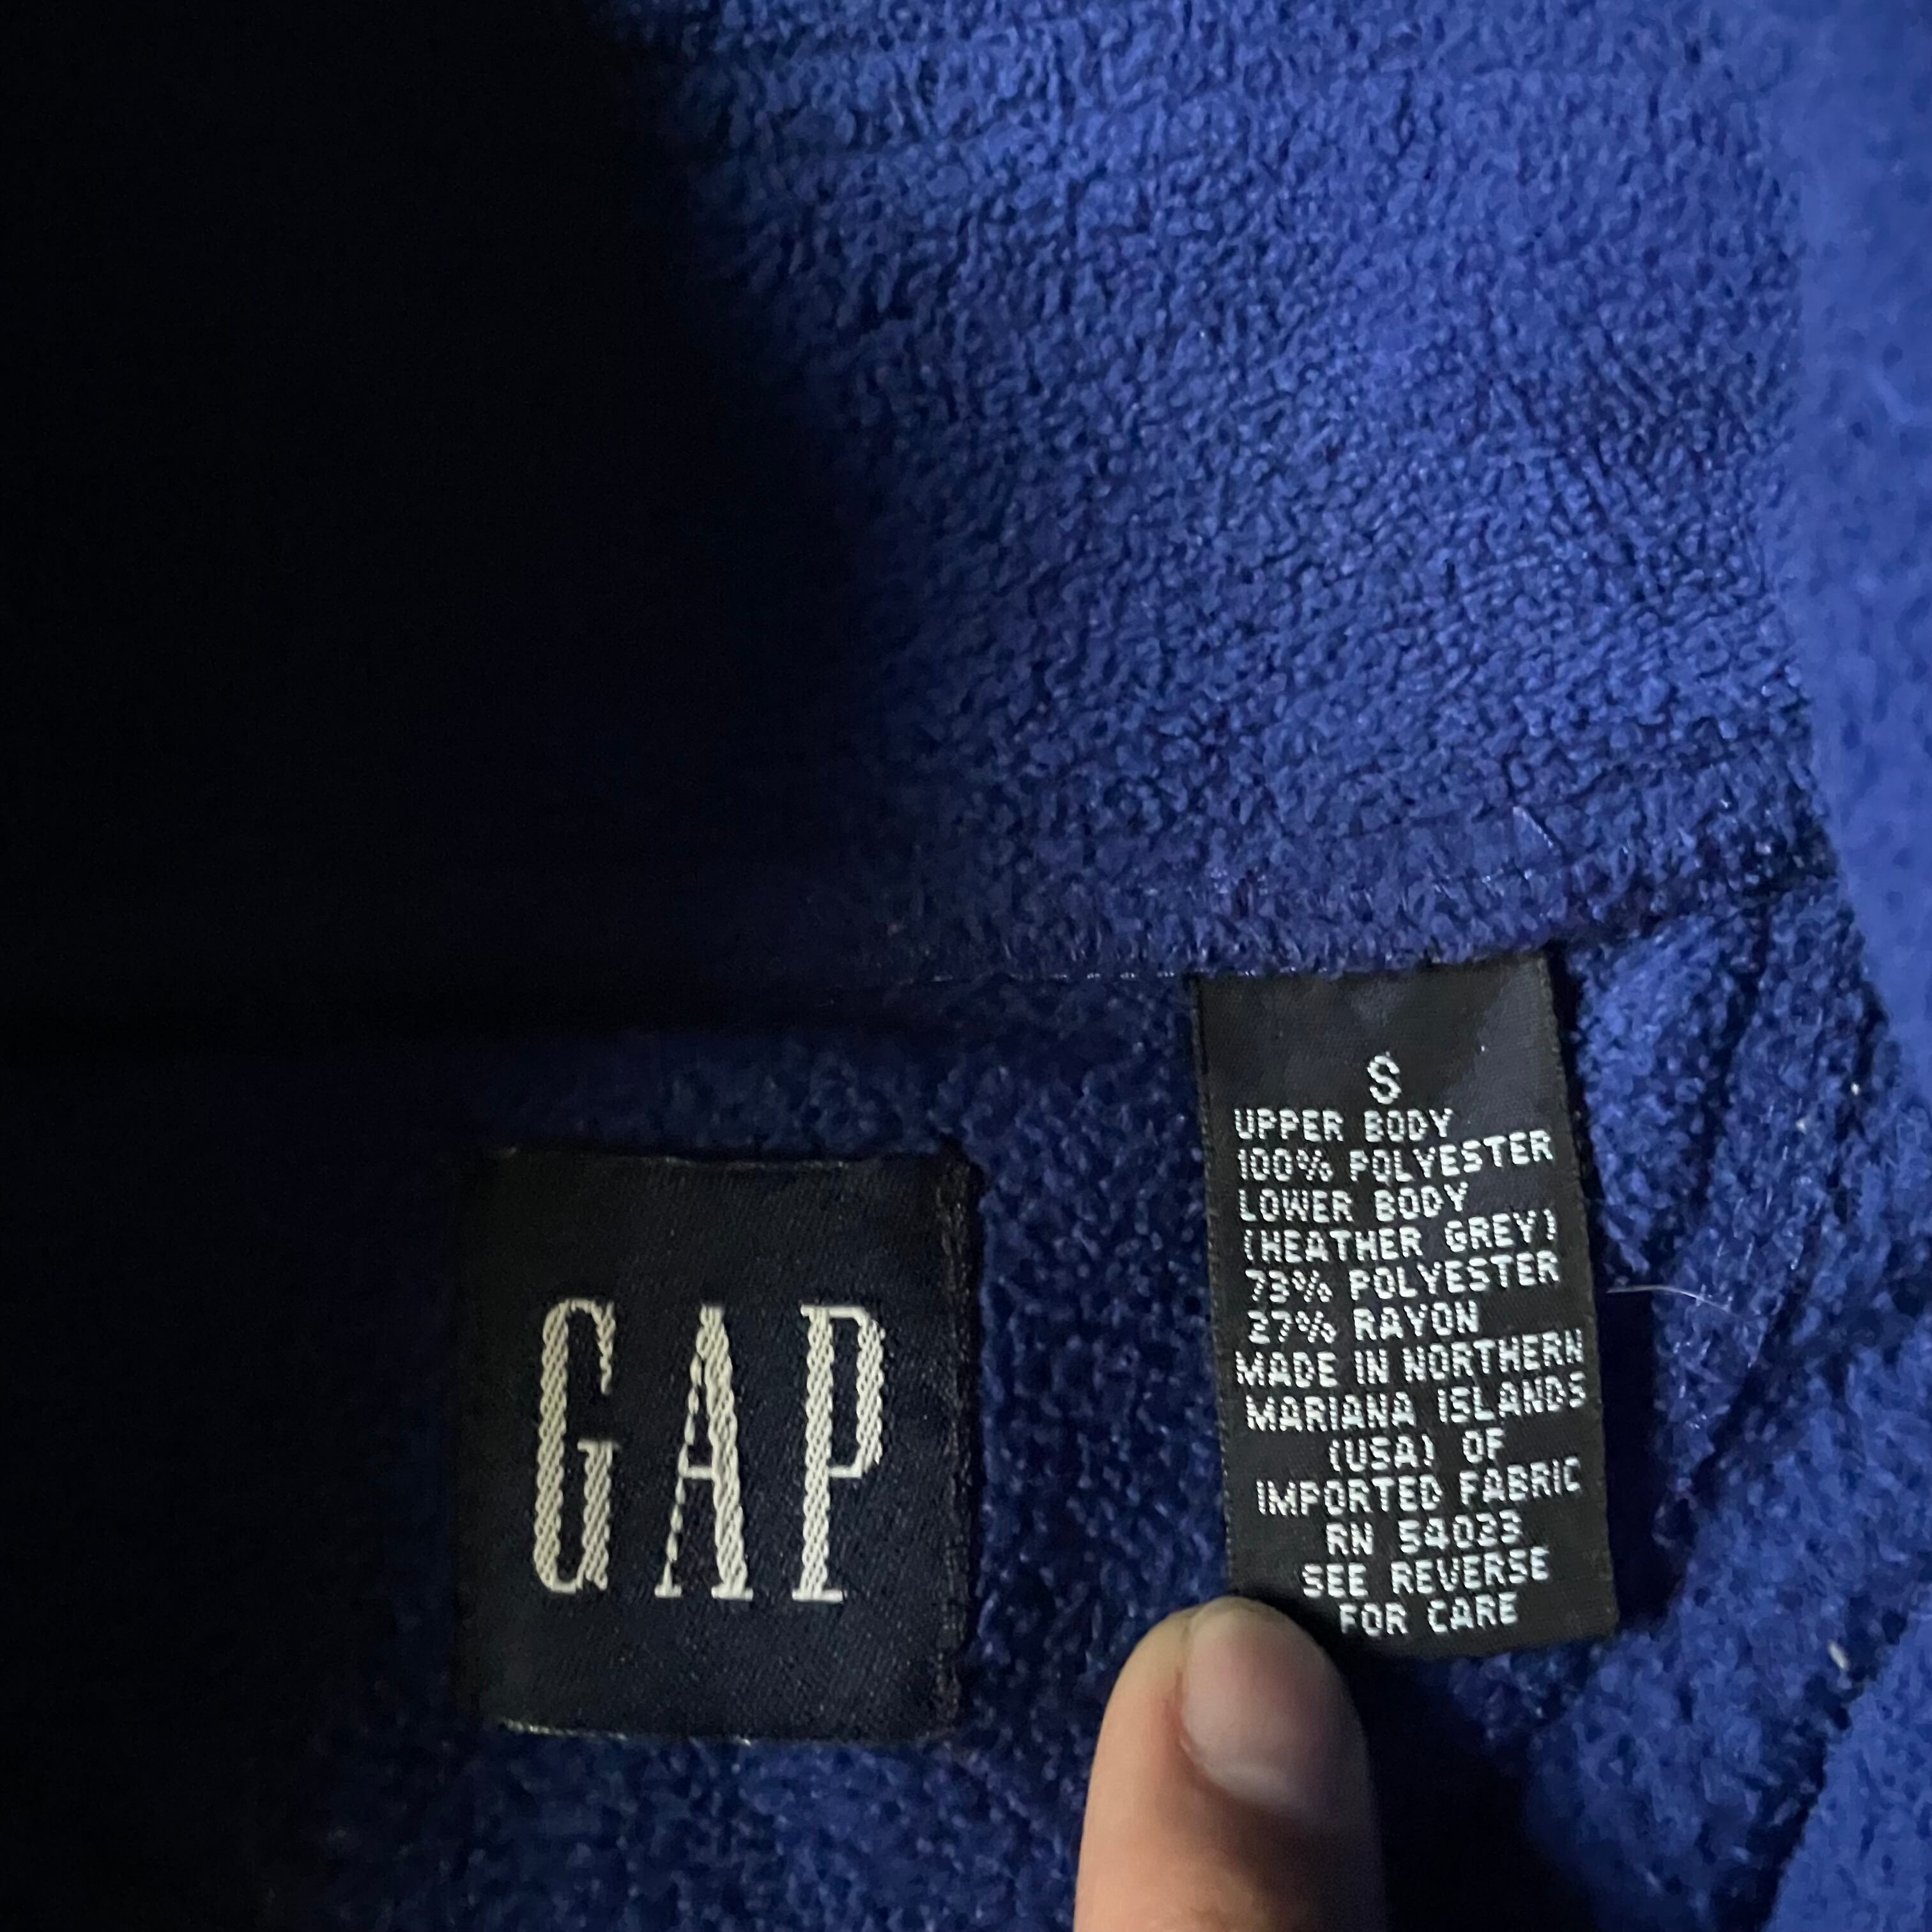 GAP
S
UPPER BODY
100% POLYESTER
LOWER BODY
(HEATHER GREY)
73% POLYESTER
27% RAYON
MADE IN NORTHERN
MARIANA ISLANDS
(USA) OF
IMPORTED FABRIC
RN 54023
SEE REVERSE
FOR CARE